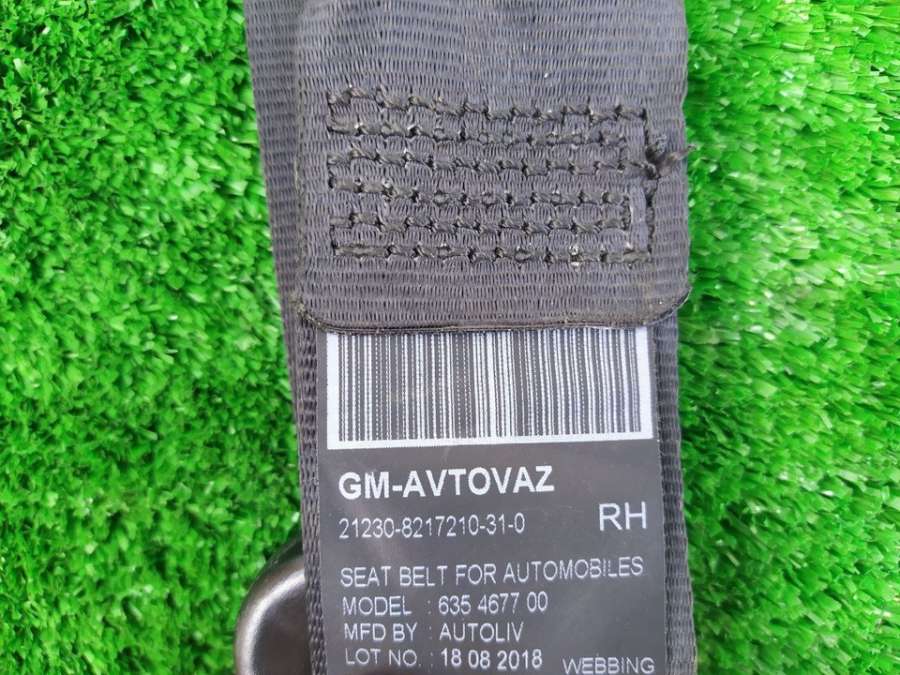 GM-AVTOVAZ
21230-8217210-31-0 RH
SEAT BELT FOR AUTOMOBILES
MODEL : 635 4677 00
MFD BY : AUTOLIV
LOT NO. : 18 08 2018 WEBBING